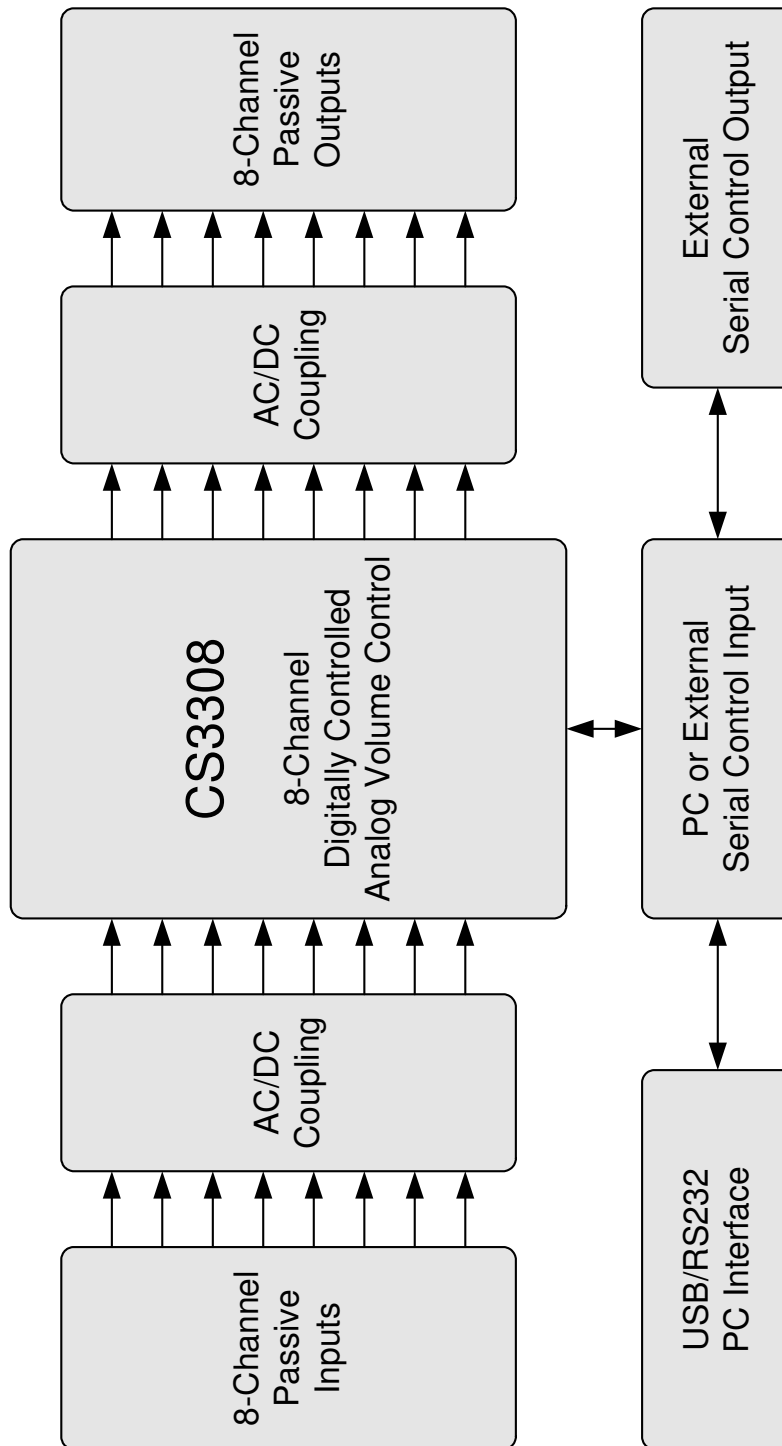 8-Channel
Passive
Inputs
AC/DC
Coupling
CS3308
8-Channel
Digitally Controlled
Analog Volume Control
AC/DC
Coupling
8-Channel
Passive
Outputs
USB/RS232
PC Interface
PC or External
Serial Control Input
External
Serial Control Output